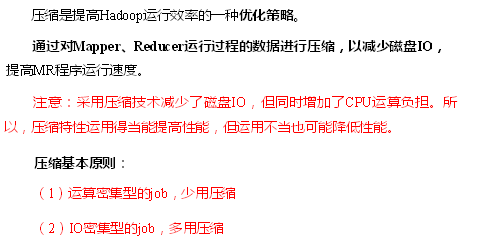 压缩是提高Hadoop运行效率的一种优化策略。
通过对Mapper、Reducer运行过程的数据进行压缩，以减少磁盘IO，
提高MR程序运行速度。
注意：采用压缩技术减少了磁盘IO，但同时增加了CPU运算负担。所
以，压缩特性运用得当能提高性能，但运用不当也可能降低性能。
压缩基本原则：
（1）运算密集型的job，少用压缩
（2）IO密集型的job，多用压缩